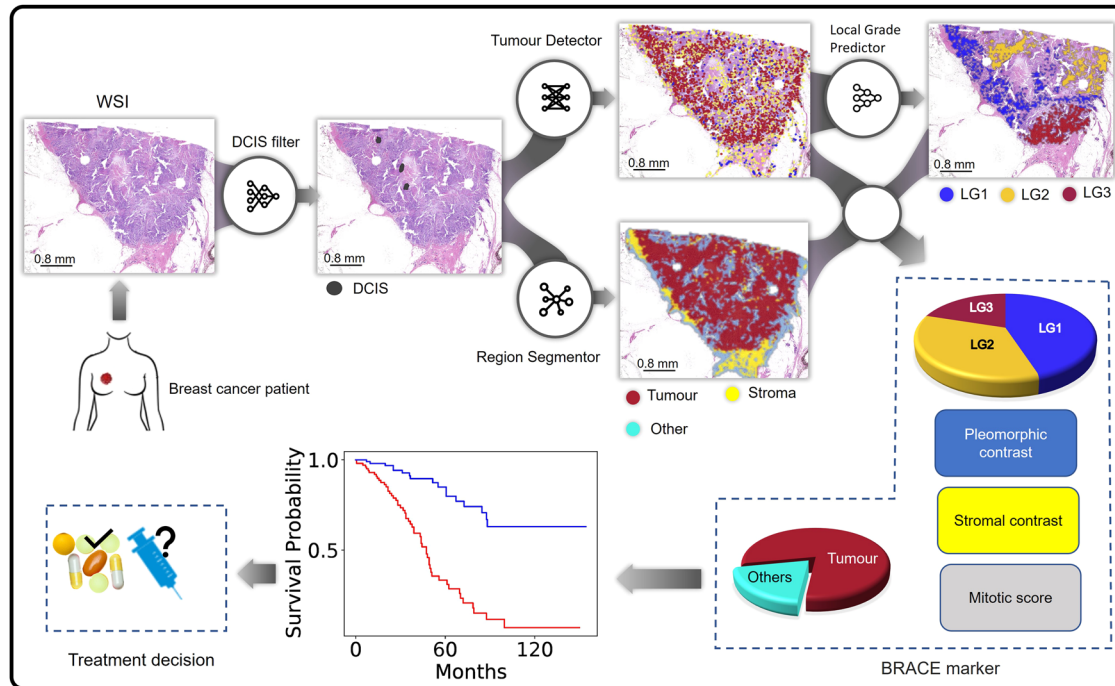 WSI
0.8 mm
DCIS filter
0.8 mm
DCIS
Tumour Detector
0.8 mm
Local Grade
Predictor
0.8 mm
LG1 LG2 LG3
Region Segmentor
0.8 mm
Tumour Stroma
Other
Breast cancer patient
LG3
LG1
LG2
Pleomorphic
contrast
Stromal contrast
Mitotic score
Tumour
Others
BRACE marker
Survival Probability
1.0
0.5
0 60 120
Months
?
Treatment decision